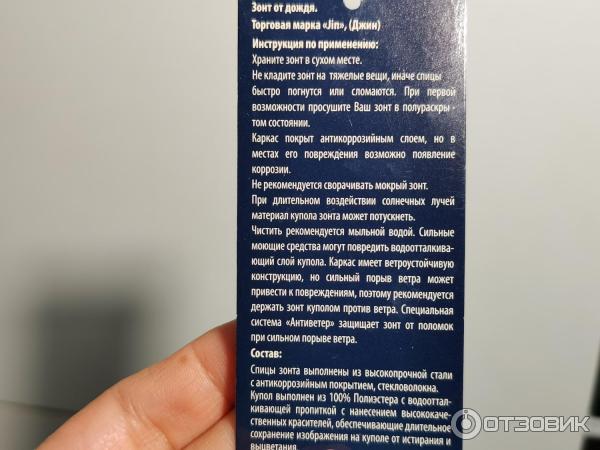 Зонт от дождя.
Торговая марка «Jin», (Джин)
Инструкция по применению:
Храните зонт в сухом месте.
Не кладите зонт на тяжелые вещи, иначе спицы
быстро погнутся или сломаются. При первой
возможности просушите Ваш зонт в полураскры-
том состоянии.
Каркас покрыт антикоррозийным слоем, но в
местах его повреждения возможно появление
коррозии.
Не рекомендуется сворачивать мокрый зонт.
При длительном воздействии солнечных лучей
материал купола зонта может потускнеть.
Чистить рекомендуется мыльной водой. Сильные
моющие средства могут повредить водоотталкива-
ющий слой купола. Каркас имеет ветроустойчивую
конструкцию, но сильный порыв ветра может
привести к повреждениям, поэтому рекомендуется
держать зонт куполом против ветра. Специальная
система «Антиветер» защищает зонт от поломок
при сильном порыве ветра.
Состав:
Спицы зонта выполнены из высокопрочной стали
с антикоррозийным покрытием, стекловолокна.
Купол выполнен из 100% Полиэстера с водооттал-
кивающей пропиткой с нанесением высококаче-
ственных красителей, обеспечивающие длительное
сохранение изображения на куполе от истирания и
выцветания
ОТЗОВИК